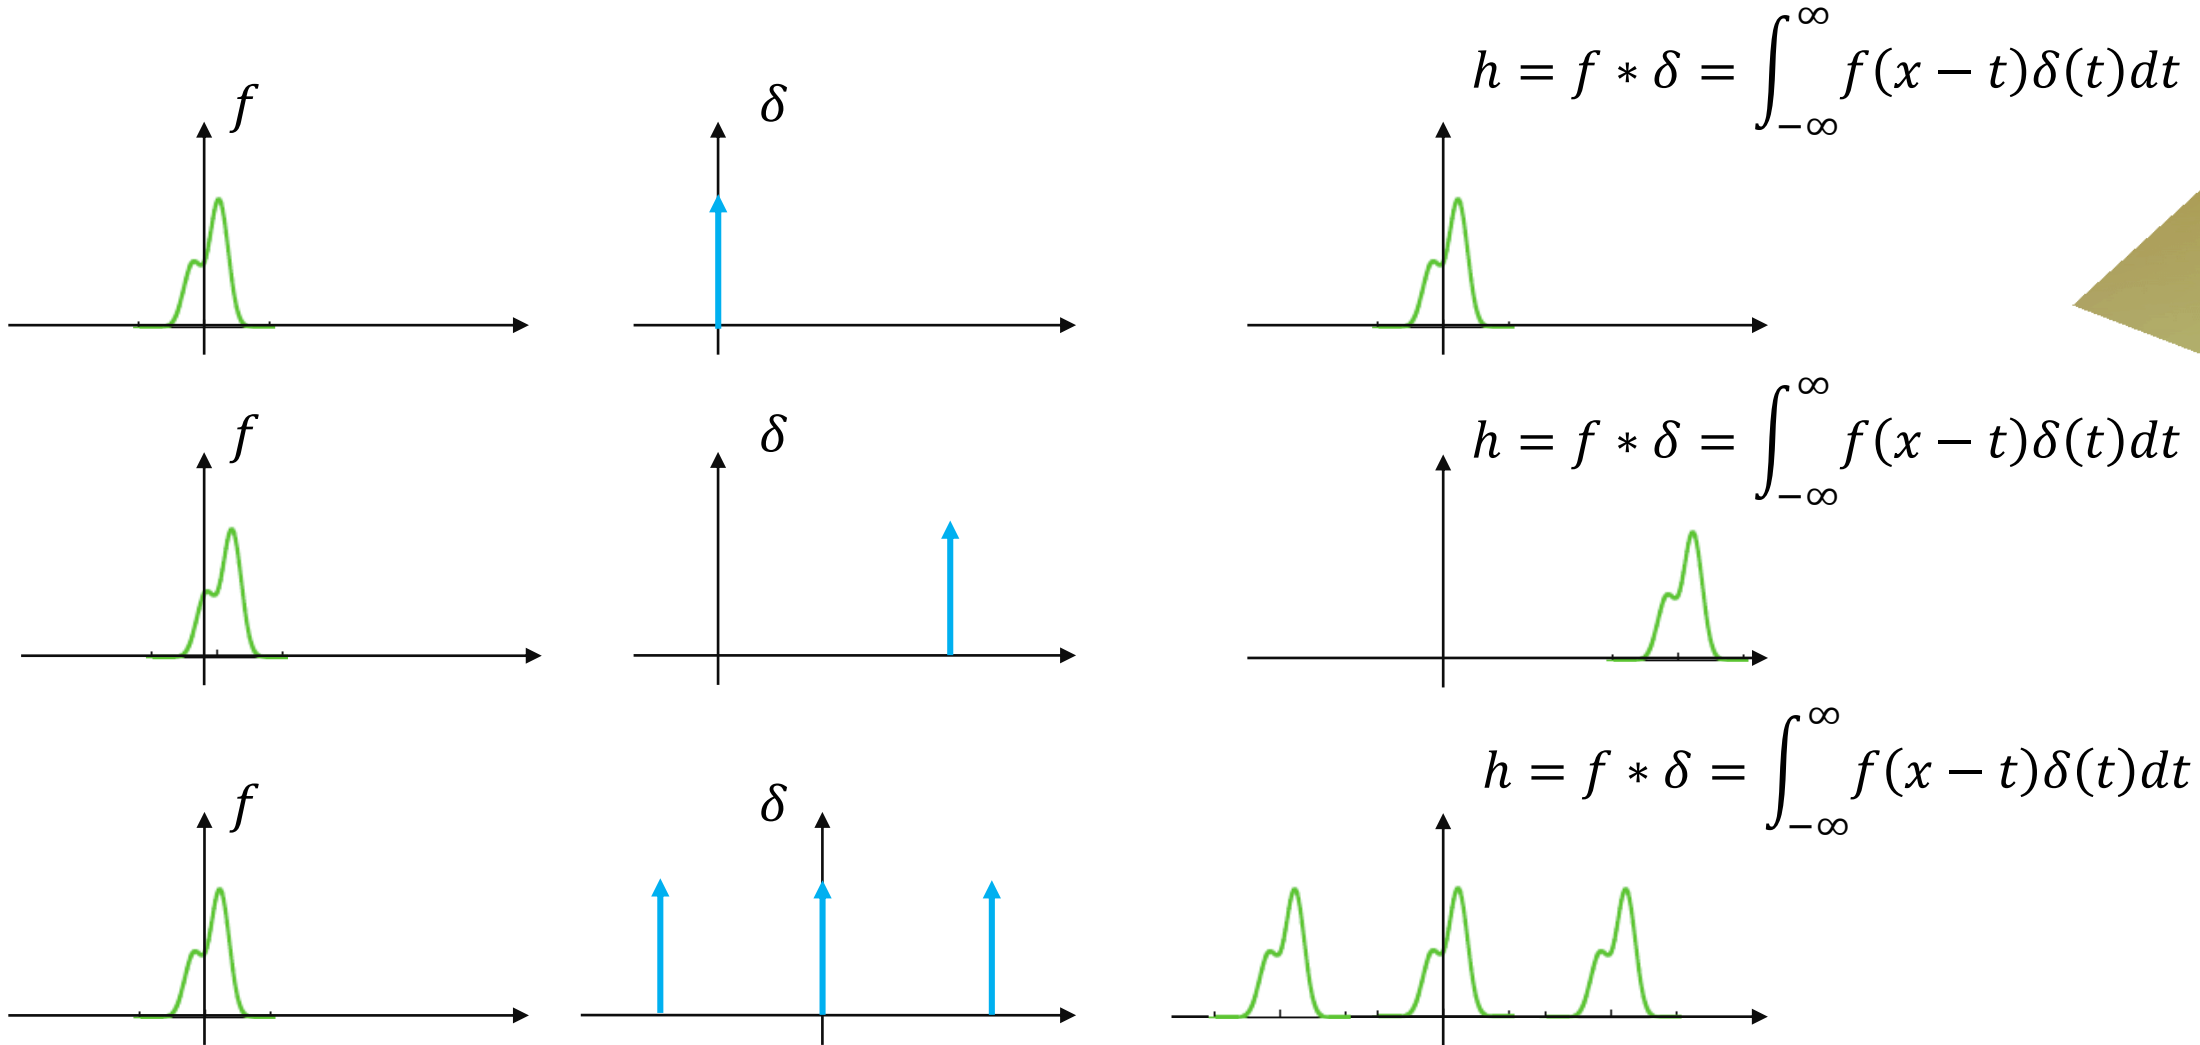 f
δ
h = f ∗ δ = ∫_{−∞}^{∞} f(x − t)δ(t)dt
f
δ
h = f ∗ δ = ∫_{−∞}^{∞} f(x − t)δ(t)dt
f
δ
h = f ∗ δ = ∫_{−∞}^{∞} f(x − t)δ(t)dt